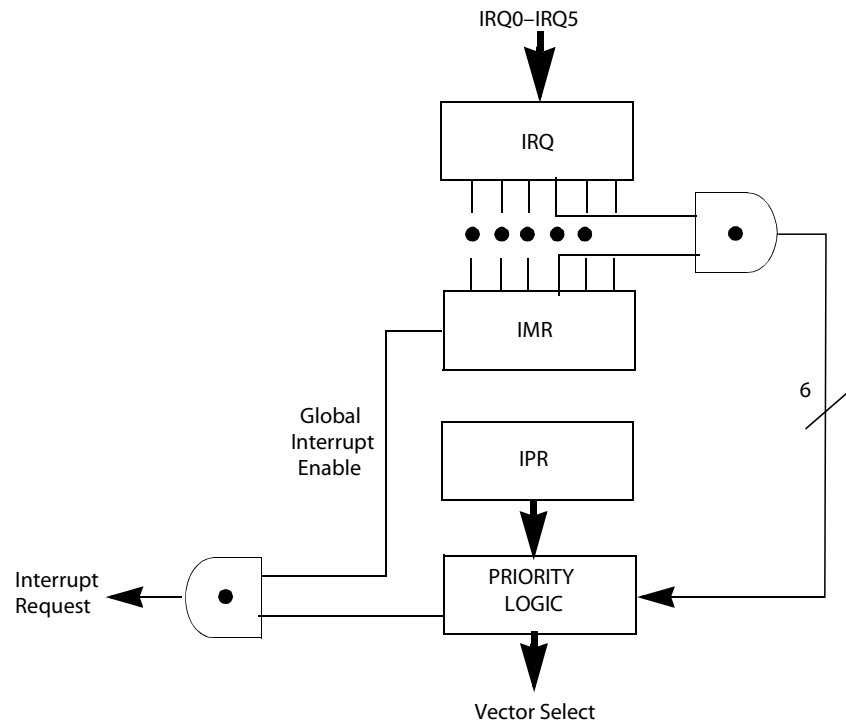 IRQ0–IRQ5
IRQ
IMR
6
Global
Interrupt
Enable
IPR
PRIORITY
LOGIC
Interrupt
Request
Vector Select